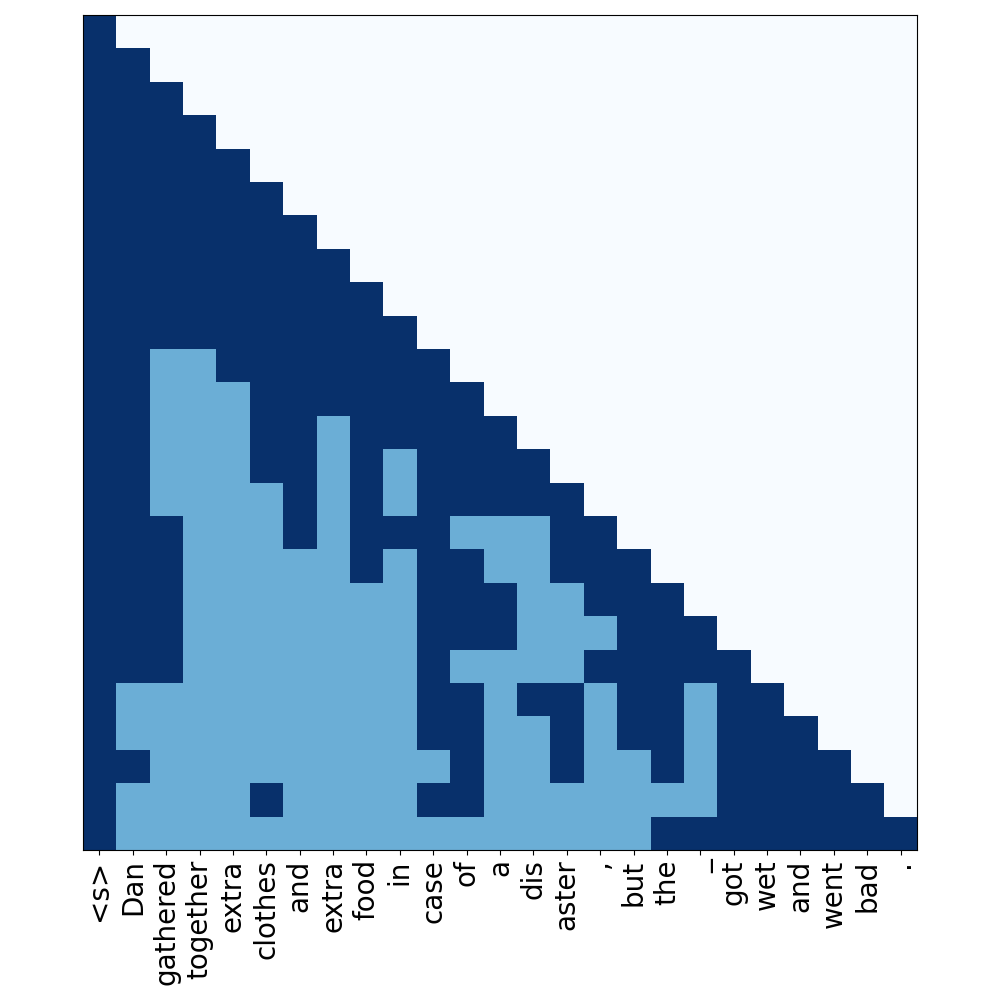 <s>
Dan
gathered
together
extra
clothes
and
extra
food
in
case
of
a
dis
aster
,
but
the
_
got
wet
and
went
bad
.